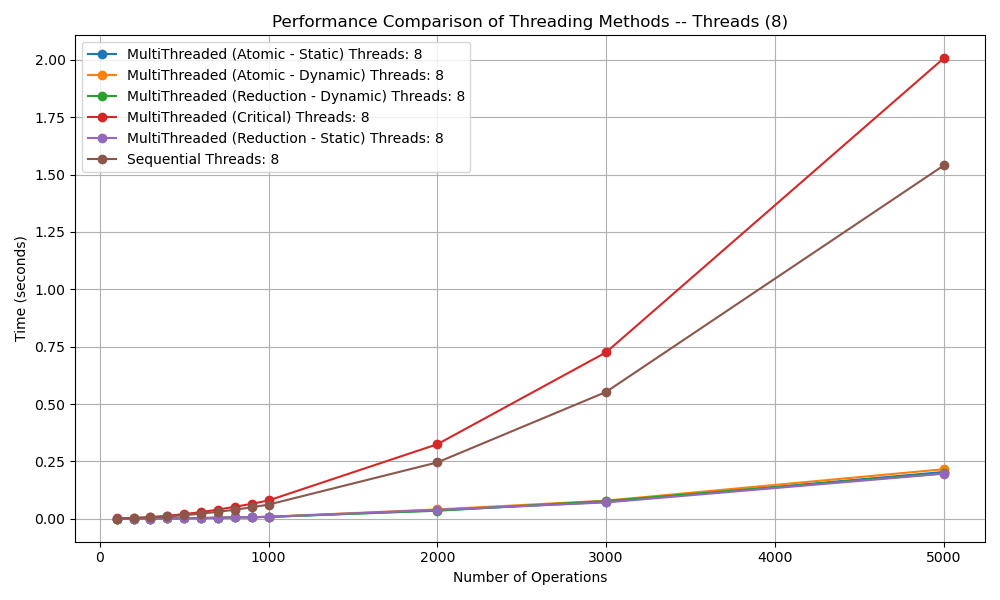 Performance Comparison of Threading Methods -- Threads (8)
MultiThreaded (Atomic - Static) Threads: 8
MultiThreaded (Atomic - Dynamic) Threads: 8
MultiThreaded (Reduction - Dynamic) Threads: 8
MultiThreaded (Critical) Threads: 8
MultiThreaded (Reduction - Static) Threads: 8
Sequential Threads: 8
Time (seconds)
2.00
1.75
1.50
1.25
1.00
0.75
0.50
0.25
0.00
0 1000 2000 3000 4000 5000
Number of Operations